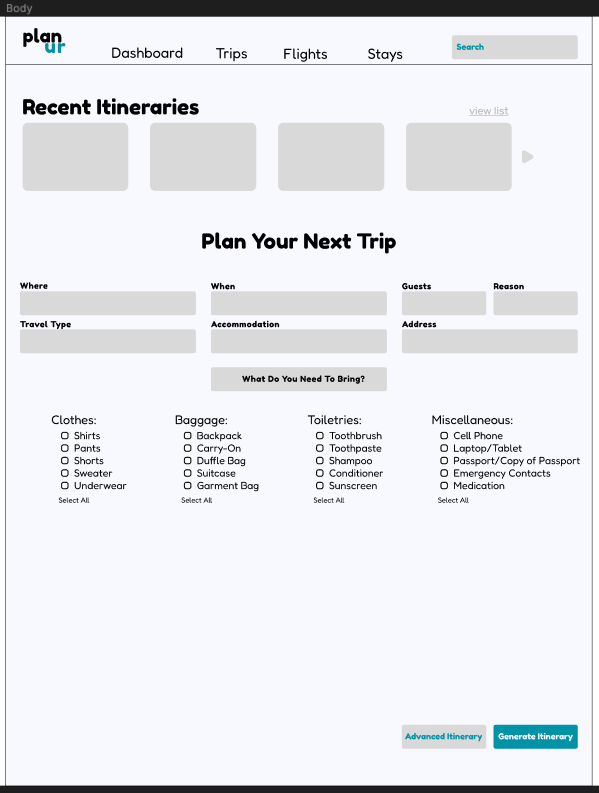 Body
plan
ur
Dashboard Trips Flights Stays Search
Recent Itineraries
view list
Plan Your Next Trip
Where When Guests Reason
Travel Type Accommodation Address
What Do You Need To Bring?
Clothes: Baggage: Toiletries: Miscellaneous:
Shirts Backpack Toothbrush Cell Phone
Pants Carry-On Toothpaste Laptop/Tablet
Shorts Duffle Bag Shampoo Passport/Copy of Passport
Sweater Suitcase Conditioner Emergency Contacts
Underwear Garment Bag Sunscreen Medication
Select All Select All Select All Select All
Advanced Itinerary Generate Itinerary